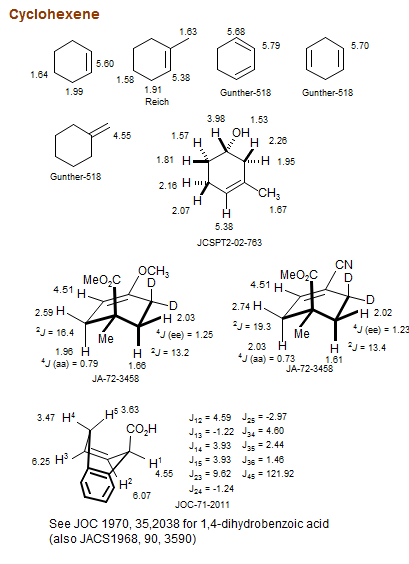 Cyclohexene
1.64
5.60
1.99
1.63
1.58
5.38
1.91
Reich
5.68
5.79
Gunther-518
5.70
Gunther-518
4.55
Gunther-518
3.98
1.53
1.57
H
H
OH
H
2.26
1.81
H
H
1.95
2.16
H
H
2.07
CH3
1.67
H
5.38
JCSPT2-02-763
MeO2C
OCH3
D
4.51
H
D
2.59
H
H
2.03
²J = 16.4
Me
⁴J (ee) = 1.25
1.96
H
H
²J = 13.2
⁴J (aa) = 0.79
1.66
JA-72-3458
MeO2C
CN
D
4.51
H
D
2.74
H
H
2.02
²J = 19.3
Me
⁴J (ee) = 1.23
2.03
H
H
²J = 13.4
⁴J (aa) = 0.73
1.61
JA-72-3458
3.47
H⁴
H⁵
3.63
CO2H
6.25
H³
H¹
4.55
H²
6.07
J12 = 4.59 J25 = -2.97
J13 = -1.22 J34 = 4.60
J14 = 3.93 J35 = 2.44
J15 = 3.93 J36 = 1.46
J23 = 9.62 J45 = 121.92
J24 = -1.24
JOC-71-2011
See JOC 1970, 35,2038 for 1,4-dihydrobenzoic acid
(also JACS1968, 90, 3590)